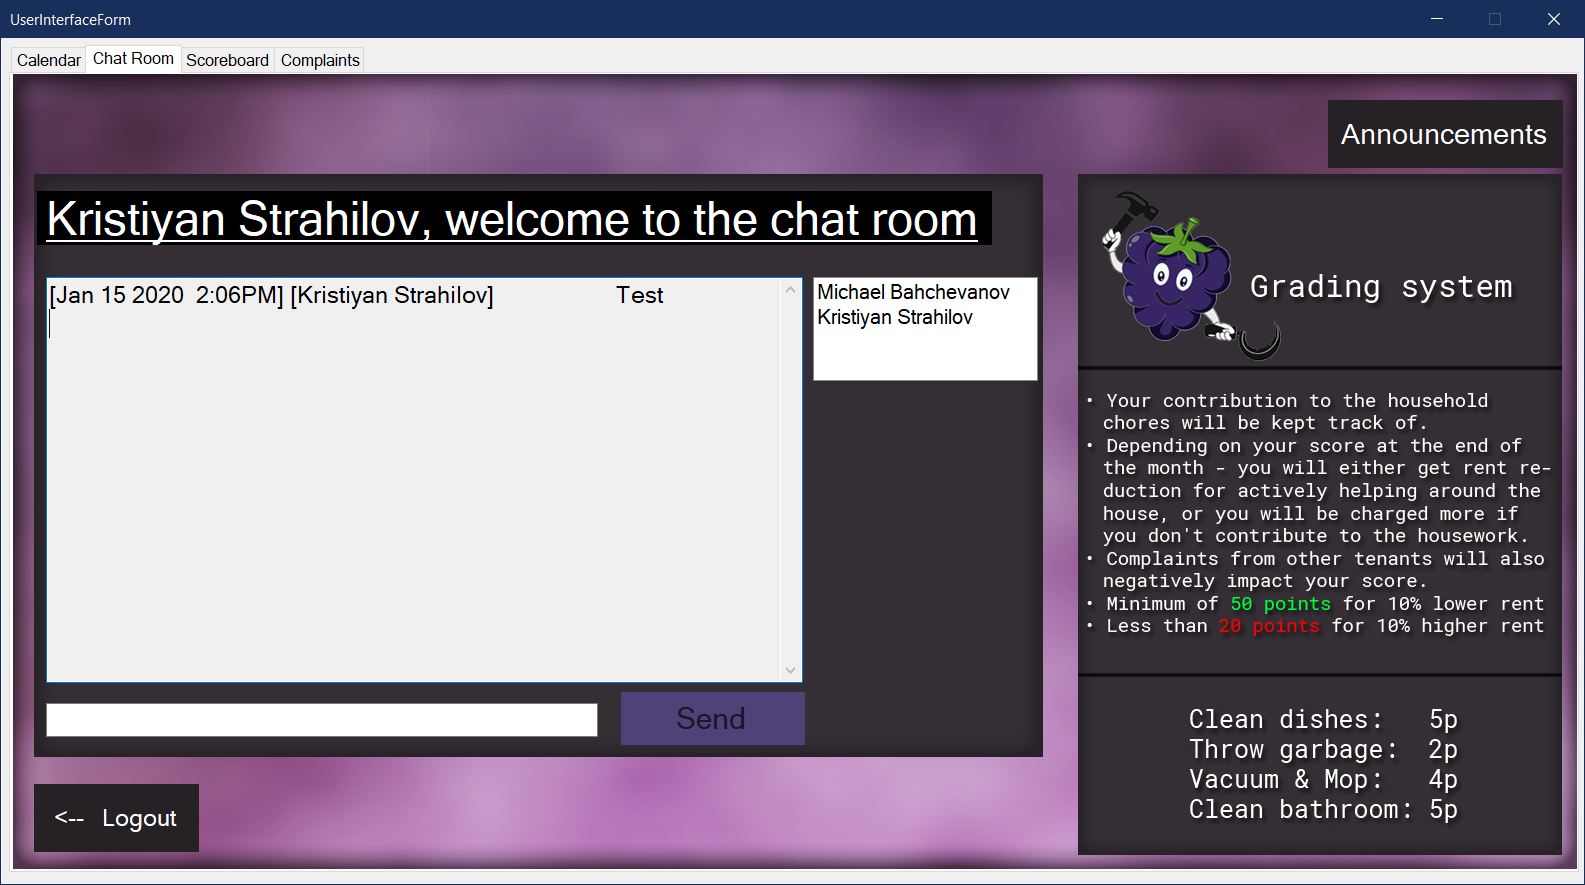 UserInterfaceForm
Calendar Chat Room Scoreboard Complaints
Announcements
Kristiyan Strahilov, welcome to the chat room
[Jan 15 2020  2:06PM] [Kristiyan Strahilov] Test
Michael Bahchevanov
Kristiyan Strahilov
Send
<-- Logout
Grading system
• Your contribution to the household
chores will be kept track of.
• Depending on your score at the end of
the month - you will either get rent re-
duction for actively helping around the
house, or you will be charged more if
you don't contribute to the housework.
• Complaints from other tenants will also
negatively impact your score.
• Minimum of 50 points for 10% lower rent
• Less than 20 points for 10% higher rent
Clean dishes: 5p
Throw garbage: 2p
Vacuum & Mop: 4p
Clean bathroom: 5p